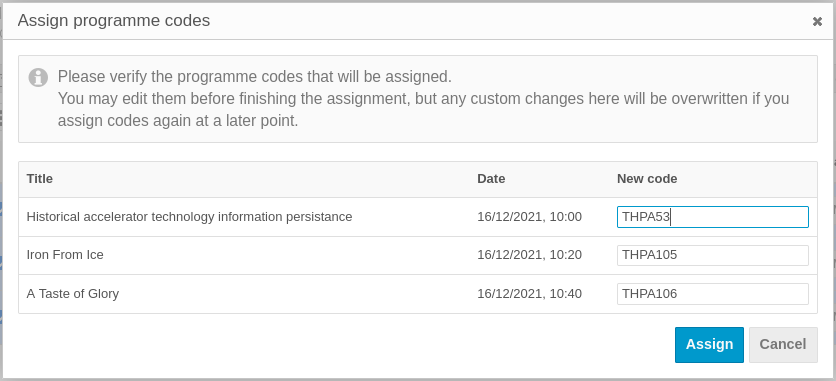 Assign programme codes
Please verify the programme codes that will be assigned.
You may edit them before finishing the assignment, but any custom changes here will be overwritten if you
assign codes again at a later point.
Title Date New code
Historical accelerator technology information persistance 16/12/2021, 10:00 THPA53
Iron From Ice 16/12/2021, 10:20 THPA105
A Taste of Glory 16/12/2021, 10:40 THPA106
Assign Cancel